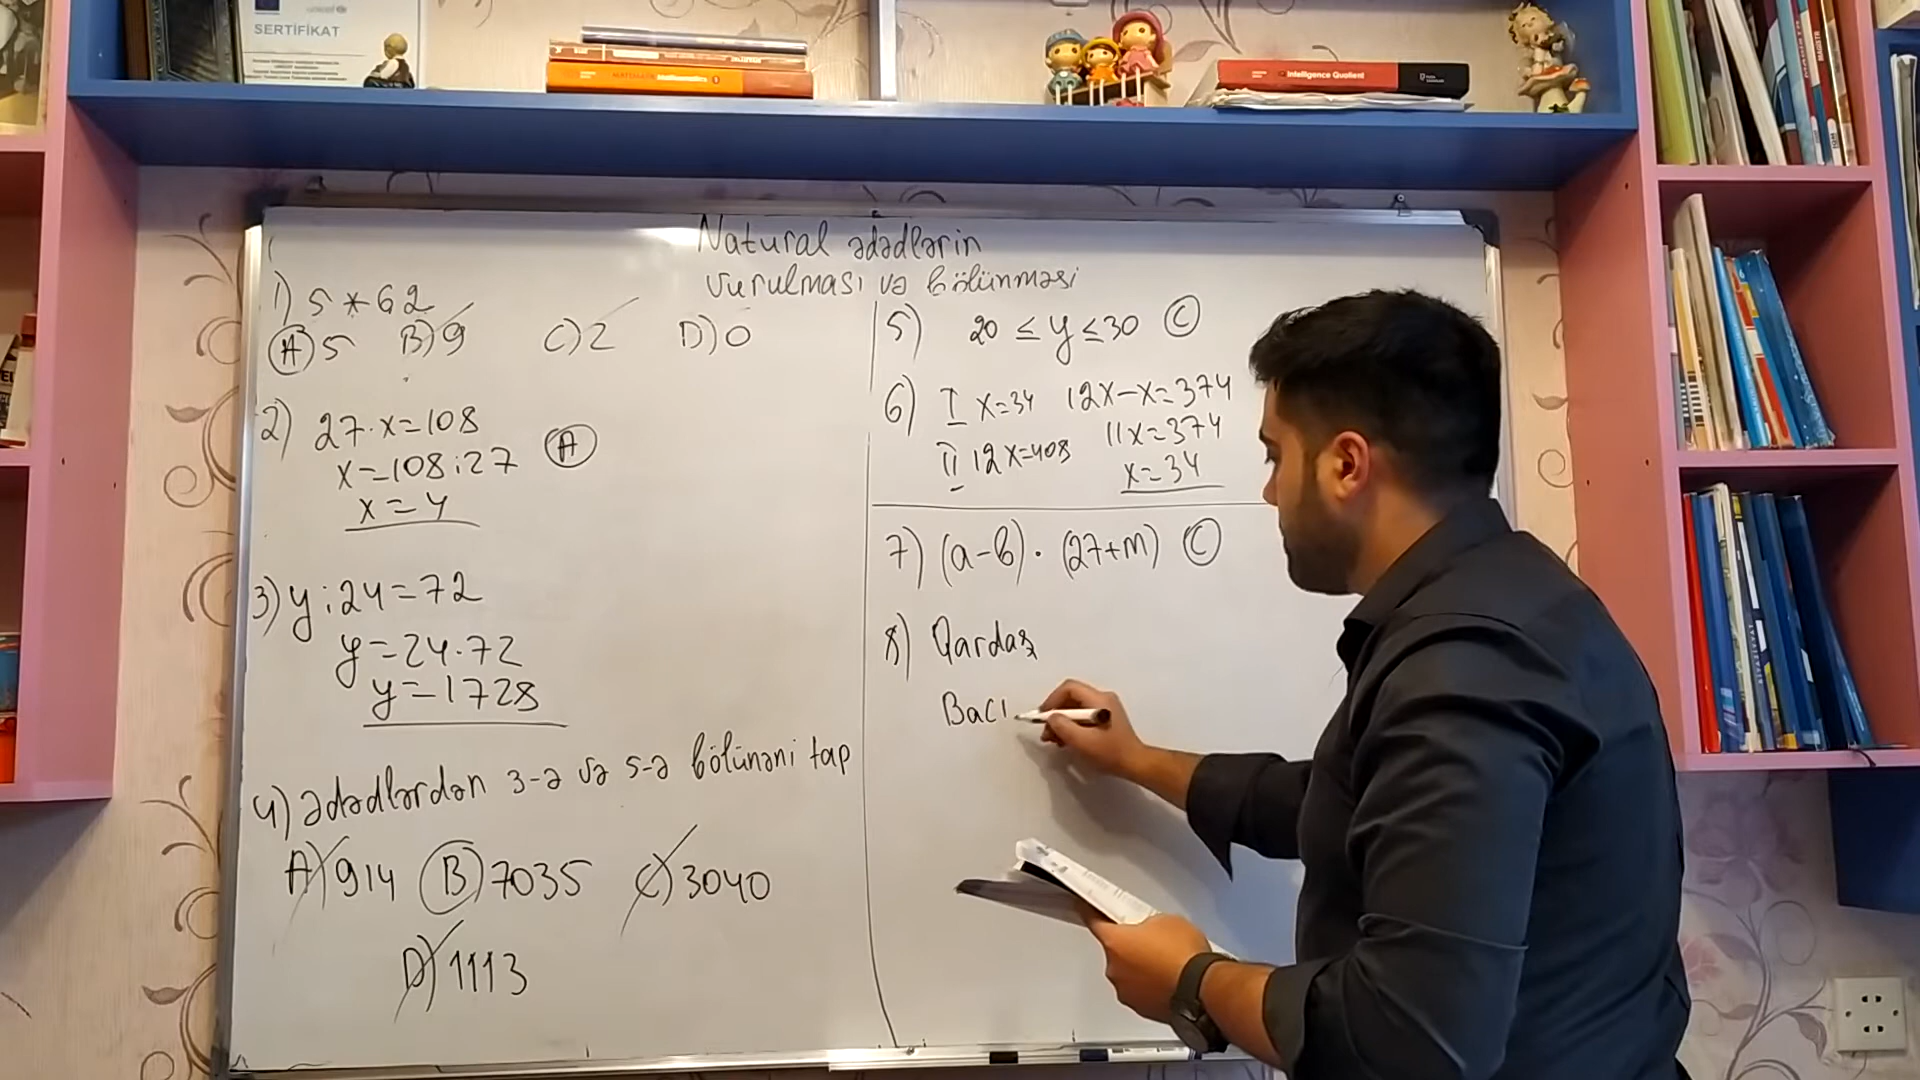 SERTİFİKAT
Mathematics
Intelligence Quotient
Natural ədədlərin
vurulması və bölünməsi
1) 5 * 62
A) 5 B) 9 C) 2 D) 0
2) 27 · x = 108
x = 108 : 27
A
x = 4
3) y : 24 = 72
y = 24 · 72
y = 1728
4) Ədədlərdən 3-ə və 5-ə bölünəni tap
A) 914 B) 7035 C) 3040
D) 1113
5) 20 ≤ y ≤ 30 C
6) I x = 34 12x - x = 374
II 12x = 408 11x = 374
x = 34
7) (a - b) · (27 + m) C
8) Qardaş
Bacı